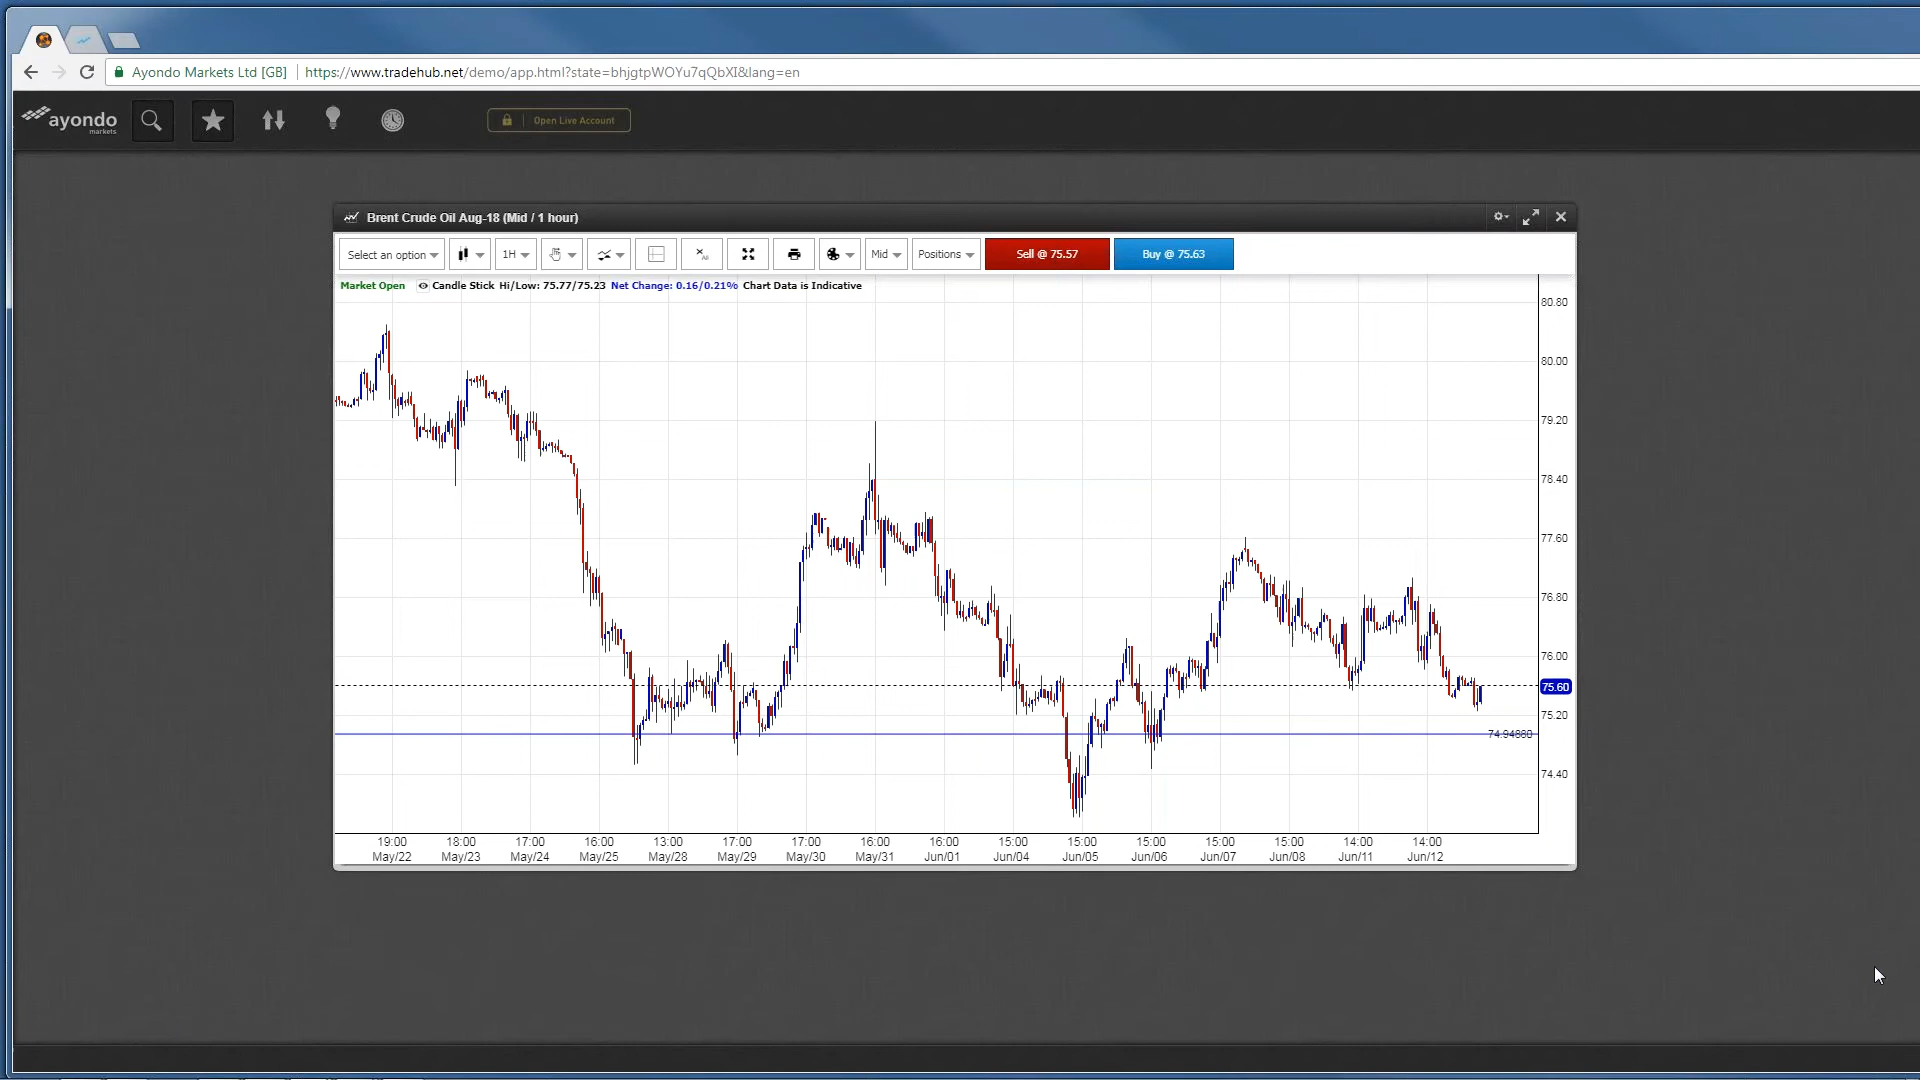 Ayondo Markets Ltd [GB] https://www.tradehub.net/demo/app.html?state=bhjgtpWOYu7qQbXI&lang=en
ayondo
markets
Open Live Account
Brent Crude Oil Aug-18 (Mid / 1 hour)
Select an option 1H All Mid Positions Sell @ 75.57 Buy @ 75.63
Market Open Candle Stick Hi/Low: 75.77/75.23 Net Change: 0.16/0.21% Chart Data is Indicative
80.80
80.00
79.20
78.40
77.60
76.80
76.00
75.60
75.20
74.94880
74.40
19:00 18:00 17:00 16:00 13:00 17:00 17:00 16:00 16:00 15:00 15:00 15:00 15:00 15:00 14:00 14:00
May/22 May/23 May/24 May/25 May/28 May/29 May/30 May/31 Jun/01 Jun/04 Jun/05 Jun/06 Jun/07 Jun/08 Jun/11 Jun/12